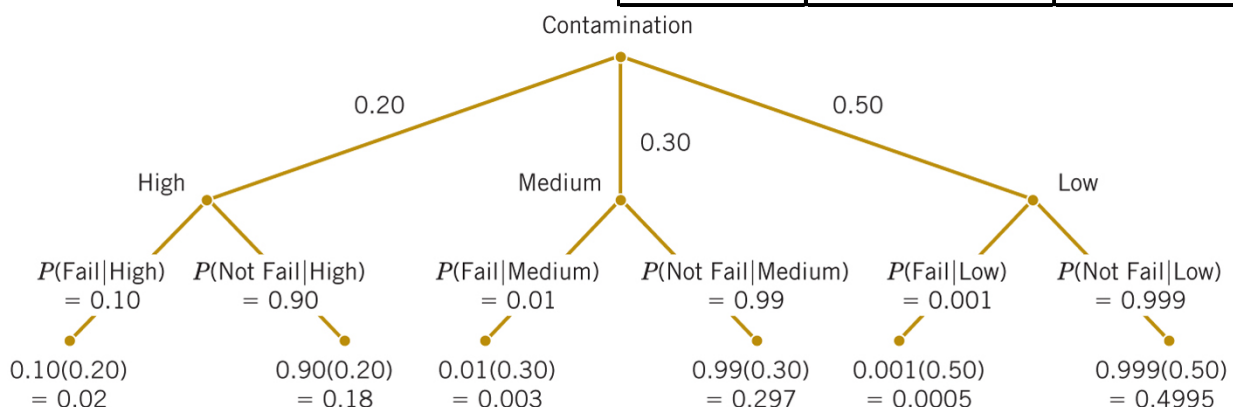 Contamination
0.20
0.50
0.30
High
Medium
Low
P(Fail|High)
= 0.10
P(Not Fail|High)
= 0.90
P(Fail|Medium)
= 0.01
P(Not Fail|Medium)
= 0.99
P(Fail|Low)
= 0.001
P(Not Fail|Low)
= 0.999
0.10(0.20)
= 0.02
0.90(0.20)
= 0.18
0.01(0.30)
= 0.003
0.99(0.30)
= 0.297
0.001(0.50)
= 0.0005
0.999(0.50)
= 0.4995